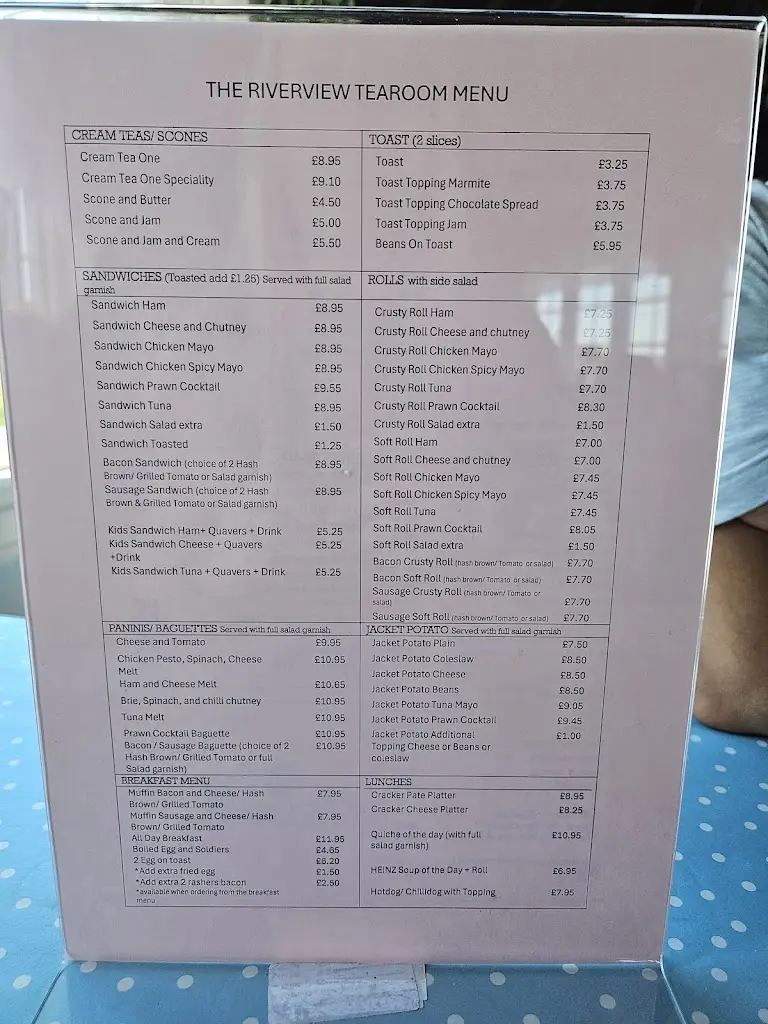 THE RIVERVIEW TEAROOM MENU
CREAM TEAS/ SCONES
Cream Tea One £8.95
Cream Tea One Speciality £9.10
Scone and Butter £4.50
Scone and Jam £5.00
Scone and Jam and Cream £5.50
TOAST (2 slices)
Toast £3.25
Toast Topping Marmite £3.75
Toast Topping Chocolate Spread £3.75
Toast Topping Jam £3.75
Beans On Toast £5.95
SANDWICHES (Toasted add £1.25) Served with full salad
garnish
Sandwich Ham £8.95
Sandwich Cheese and Chutney £8.95
Sandwich Chicken Mayo £8.95
Sandwich Chicken Spicy Mayo £8.95
Sandwich Prawn Cocktail £9.55
Sandwich Tuna £8.95
Sandwich Salad extra £1.50
Sandwich Toasted £1.25
Bacon Sandwich (choice of 2 Hash £8.95
Brown/ Grilled Tomato or Salad garnish)
Sausage Sandwich (choice of 2 Hash £8.95
Brown & Grilled Tomato or Salad garnish)
Kids Sandwich Ham+ Quavers + Drink £5.25
Kids Sandwich Cheese + Quavers £5.25
+Drink
Kids Sandwich Tuna + Quavers + Drink £5.25
ROLLS with side salad
Crusty Roll Ham £7.25
Crusty Roll Cheese and chutney £7.25
Crusty Roll Chicken Mayo £7.70
Crusty Roll Chicken Spicy Mayo £7.70
Crusty Roll Tuna £7.70
Crusty Roll Prawn Cocktail £8.30
Crusty Roll Salad extra £1.50
Soft Roll Ham £7.00
Soft Roll Cheese and chutney £7.00
Soft Roll Chicken Mayo £7.45
Soft Roll Chicken Spicy Mayo £7.45
Soft Roll Tuna £7.45
Soft Roll Prawn Cocktail £8.05
Soft Roll Salad extra £1.50
Bacon Crusty Roll (hash brown/ Tomato or salad) £7.70
Bacon Soft Roll (hash brown/ Tomato or salad) £7.70
Sausage Crusty Roll (hash brown/ Tomato or
salad) £7.70
Sausage Soft Roll (hash brown/ Tomato or salad) £7.70
PANINIS/ BAGUETTES Served with full salad garnish
Cheese and Tomato £9.95
Chicken Pesto, Spinach, Cheese £10.95
Melt
Ham and Cheese Melt £10.65
Brie, Spinach, and chilli chutney £10.95
Tuna Melt £10.95
Prawn Cocktail Baguette £10.95
Bacon / Sausage Baguette (choice of 2 £10.95
Hash Brown/ Grilled Tomato or full
Salad garnish)
JACKET POTATO Served with full salad garnish
Jacket Potato Plain £7.50
Jacket Potato Coleslaw £8.50
Jacket Potato Cheese £8.50
Jacket Potato Beans £8.50
Jacket Potato Tuna Mayo £9.05
Jacket Potato Prawn Cocktail £9.45
Jacket Potato Additional £1.00
Topping Cheese or Beans or
coleslaw
BREAKFAST MENU
Muffin Bacon and Cheese/ Hash £7.95
Brown/ Grilled Tomato
Muffin Sausage and Cheese/ Hash £7.95
Brown/ Grilled Tomato
All Day Breakfast £11.95
Boiled Egg and Soldiers £4.65
2 Egg on toast £6.20
*Add extra fried egg £1.50
*Add extra 2 rashers bacon £2.50
*available when ordering from the breakfast
menu
LUNCHES
Cracker Pate Platter £8.95
Cracker Cheese Platter £8.25
Quiche of the day (with full £10.95
salad garnish)
HEINZ Soup of the Day + Roll £6.95
Hotdog/ Chillidog with Topping £7.95